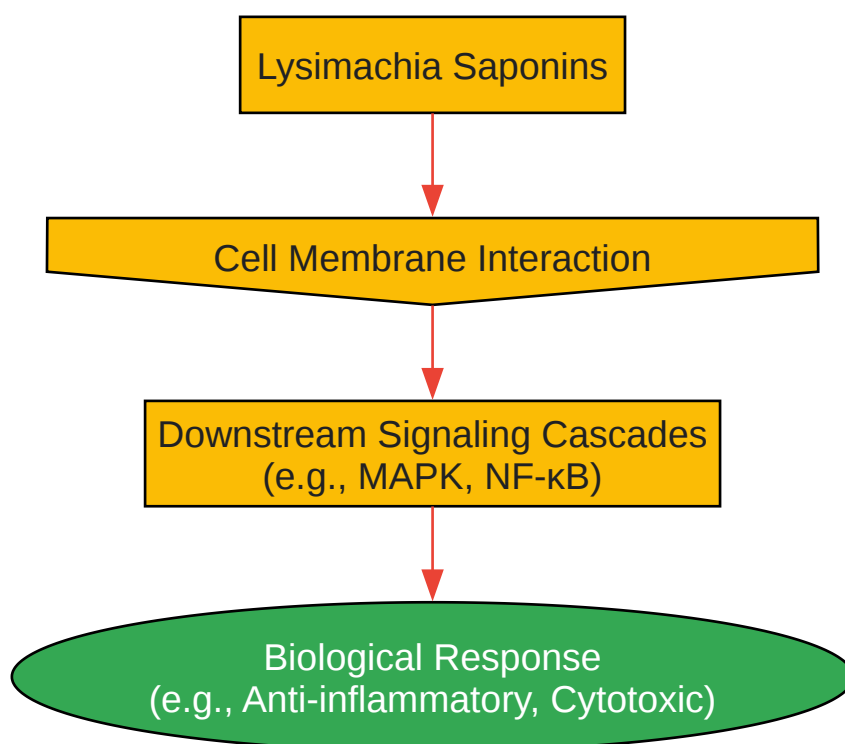 Lysimachia Saponins
Cell Membrane Interaction
Downstream Signaling Cascades
(e.g., MAPK, NF-κB)
Biological Response
(e.g., Anti-inflammatory, Cytotoxic)